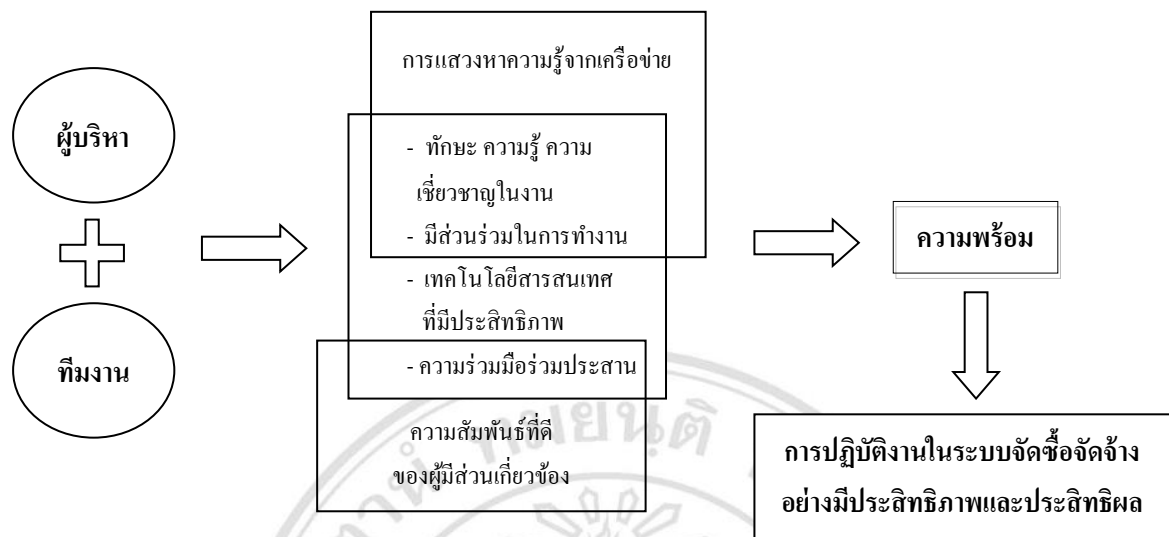 การแสวงหาความรู้จากเครือข่าย
ผู้บริหา
- ทักษะ ความรู้ ความ
เชี่ยวชาญในงาน
- มีส่วนร่วมในการทำงาน
ความพร้อม
- เทคโนโลยีสารสนเทศ
ที่มีประสิทธิภาพ
ทีมงาน
- ความร่วมมือร่วมประสาน
ความสัมพันธ์ที่ดี
ของผู้มีส่วนเกี่ยวข้อง
การปฏิบัติงานในระบบจัดซื้อจัดจ้าง
อย่างมีประสิทธิภาพและประสิทธิผล
ทมยนฺติ